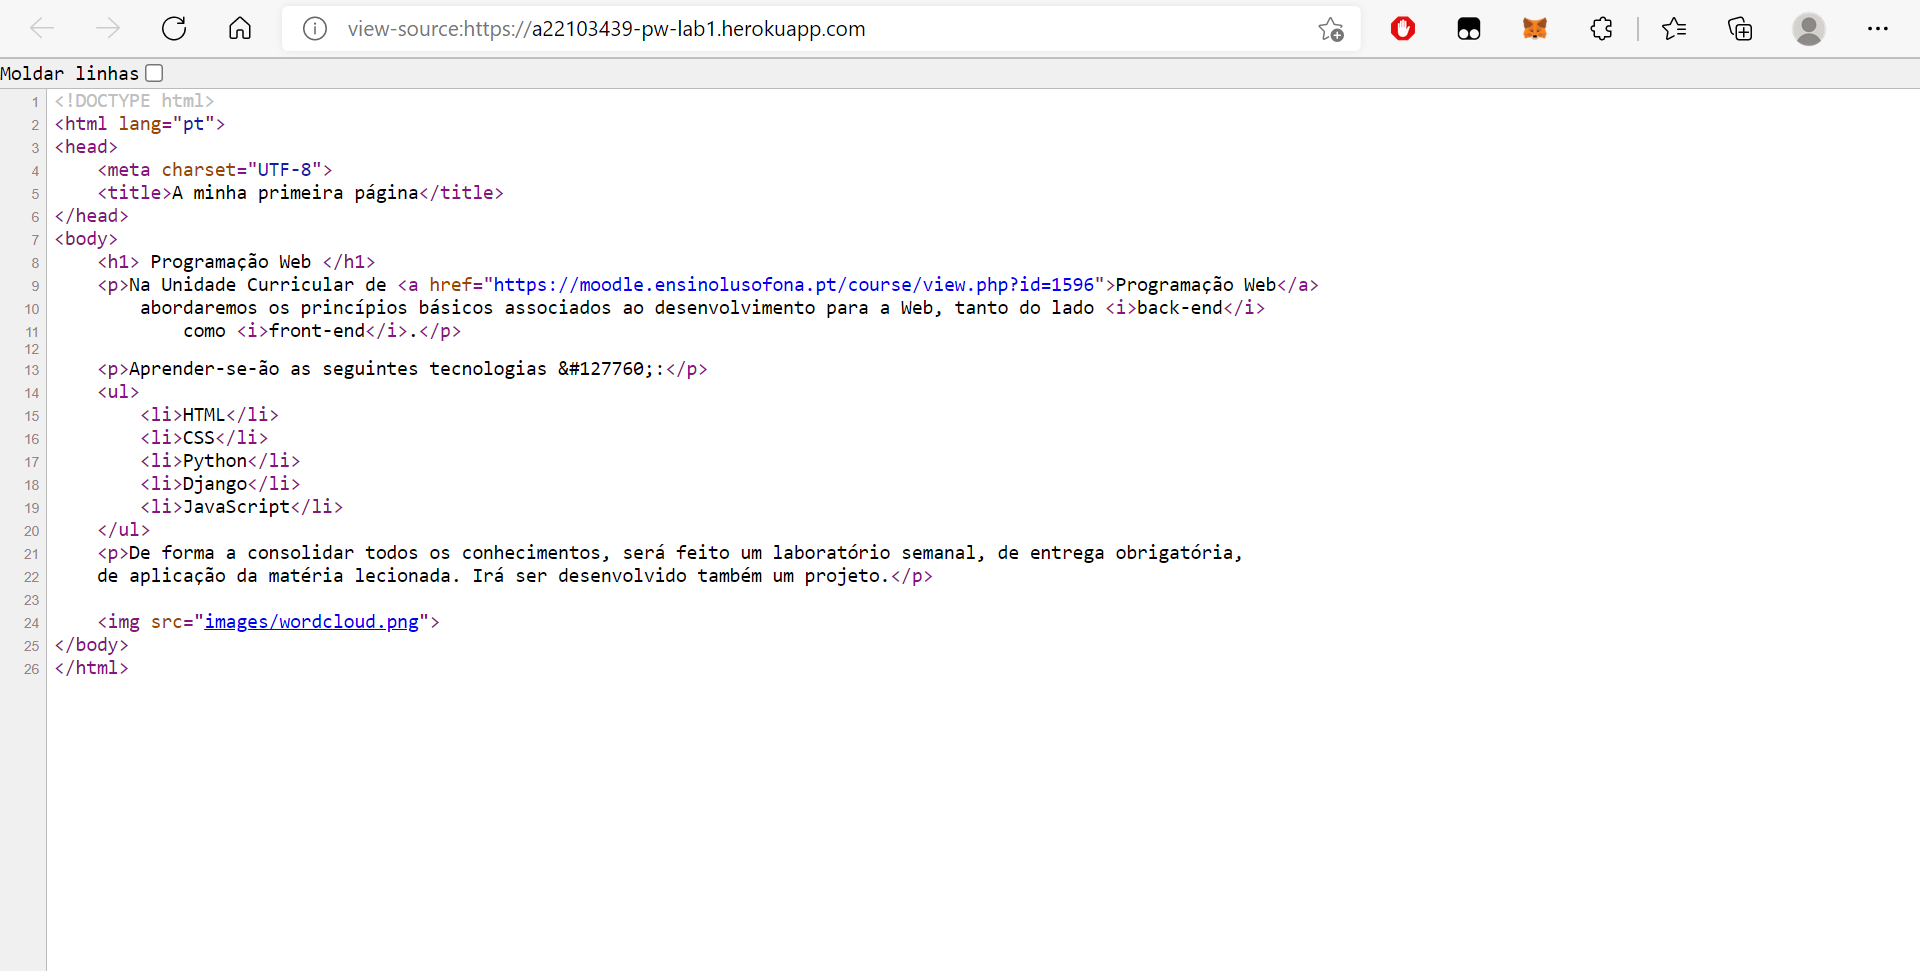 view-source:https://a22103439-pw-lab1.herokuapp.com
Moldar linhas
1 <!DOCTYPE html>
2 <html lang="pt">
3 <head>
4     <meta charset="UTF-8">
5     <title>A minha primeira página</title>
6 </head>
7 <body>
8     <h1> Programação Web </h1>
9     <p>Na Unidade Curricular de <a href="https://moodle.ensinolusofona.pt/course/view.php?id=1596">Programação Web</a>
10         abordaremos os princípios básicos associados ao desenvolvimento para a Web, tanto do lado <i>back-end</i>
11             como <i>front-end</i>.</p>
12
13     <p>Aprender-se-ão as seguintes tecnologias &#127760;:</p>
14     <ul>
15         <li>HTML</li>
16         <li>CSS</li>
17         <li>Python</li>
18         <li>Django</li>
19         <li>JavaScript</li>
20     </ul>
21     <p>De forma a consolidar todos os conhecimentos, será feito um laboratório semanal, de entrega obrigatória,
22     de aplicação da matéria lecionada. Irá ser desenvolvido também um projeto.</p>
23
24     <img src="images/wordcloud.png">
25 </body>
26 </html>